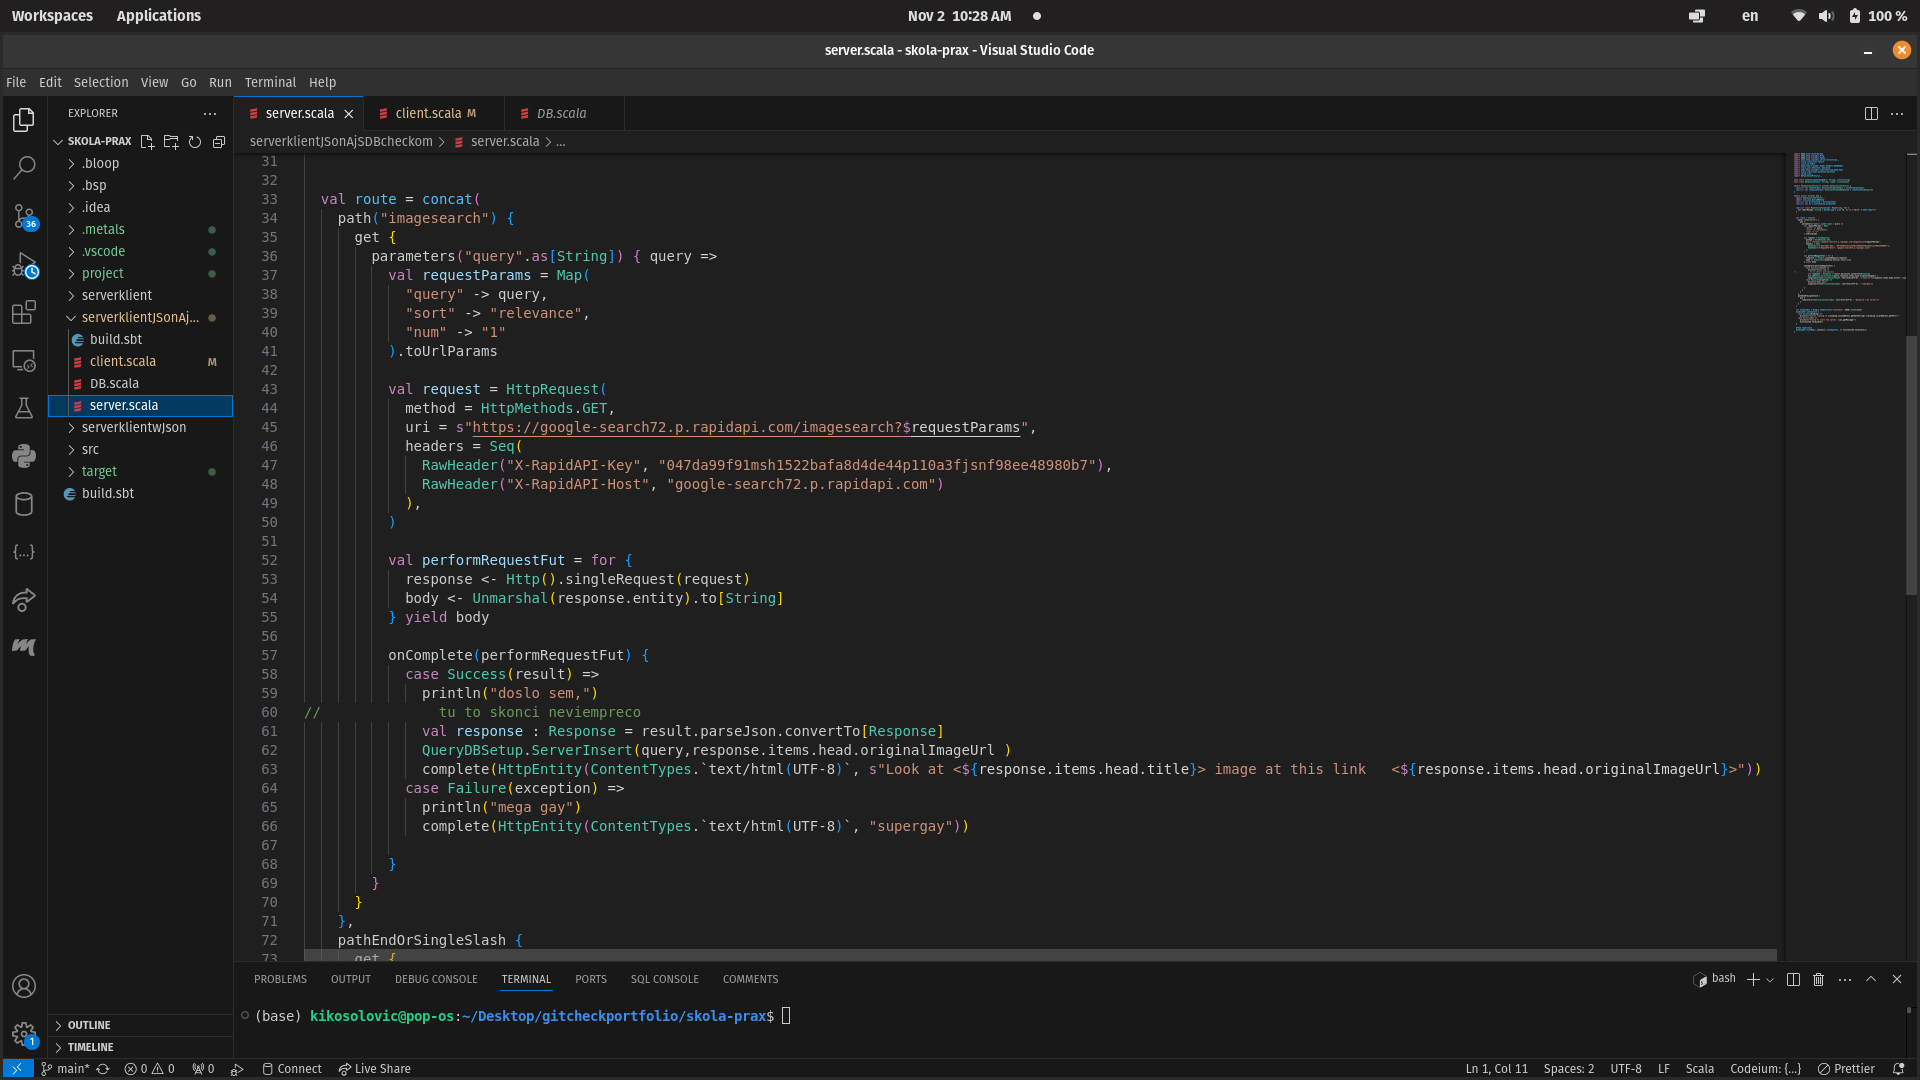 Workspaces Applications Nov 2 10:28 AM en 100 %
server.scala - skola-prax - Visual Studio Code
File Edit Selection View Go Run Terminal Help
EXPLORER
SKOLA-PRAX
.bloop
.bsp
.idea
.metals
.vscode
project
serverklient
serverklientJSonAj...
build.sbt
client.scala M
DB.scala
server.scala
serverklientwJson
src
target
build.sbt
OUTLINE
TIMELINE
36
1
server.scala client.scala M DB.scala
serverklientJSonAjSDBcheckom > server.scala > ...
31
32
33 val route = concat(
34 path("imagesearch") {
35 get {
36 parameters("query".as[String]) { query =>
37 val requestParams = Map(
38 "query" -> query,
39 "sort" -> "relevance",
40 "num" -> "1"
41 ).toUrlParams
42
43 val request = HttpRequest(
44 method = HttpMethods.GET,
45 uri = s"https://google-search72.p.rapidapi.com/imagesearch?$requestParams",
46 headers = Seq(
47 RawHeader("X-RapidAPI-Key", "047da99f91msh1522bafa8d4de44p110a3fjsnf98ee48980b7"),
48 RawHeader("X-RapidAPI-Host", "google-search72.p.rapidapi.com")
49 ),
50 )
51
52 val performRequestFut = for {
53 response <- Http().singleRequest(request)
54 body <- Unmarshal(response.entity).to[String]
55 } yield body
56
57 onComplete(performRequestFut) {
58 case Success(result) =>
59 println("doslo sem,")
60 // tu to skonci neviempreco
61 val response : Response = result.parseJson.convertTo[Response]
62 QueryDBSetup.ServerInsert(query,response.items.head.originalImageUrl )
63 complete(HttpEntity(ContentTypes.`text/html(UTF-8)`, s"Look at <${response.items.head.title}> image at this link <${response.items.head.originalImageUrl}>"))
64 case Failure(exception) =>
65 println("mega gay")
66 complete(HttpEntity(ContentTypes.`text/html(UTF-8)`, "supergay"))
67
68 }
69 }
70 }
71 },
72 pathEndOrSingleSlash {
73 get {
PROBLEMS OUTPUT DEBUG CONSOLE TERMINAL PORTS SQL CONSOLE COMMENTS bash
(base) kikosolovic@pop-os:~/Desktop/gitcheckportfolio/skola-prax$
main* 0 0 0 Connect Live Share Ln 1, Col 11 Spaces: 2 UTF-8 LF Scala Codeium: {...} Prettier